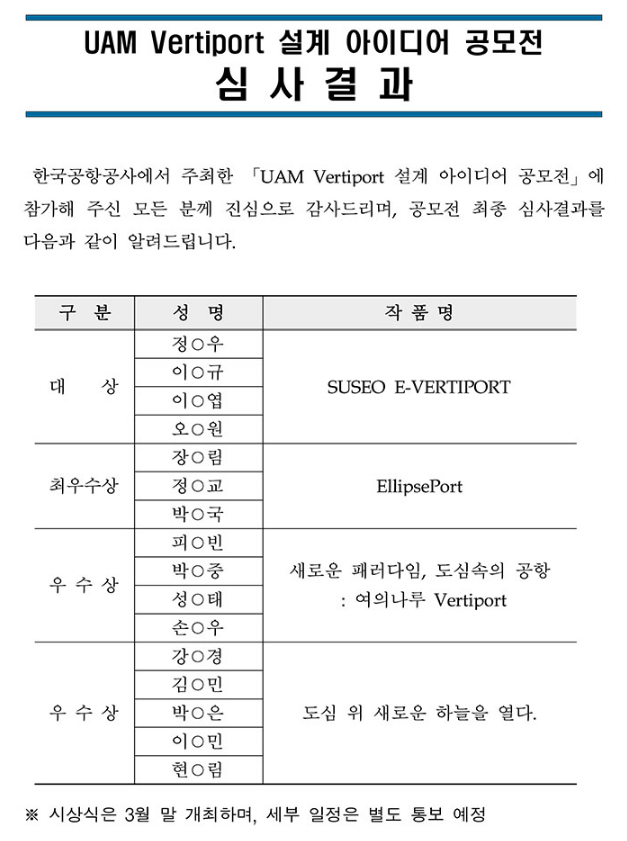 UAM Vertiport 설계 아이디어 공모전
심 사 결 과
한국공항공사에서 주최한 「UAM Vertiport 설계 아이디어 공모전」에
참가해 주신 모든 분께 진심으로 감사드리며, 공모전 최종 심사결과를
다음과 같이 알려드립니다.
구 분 성 명 작 품 명
대 상
정○우
이○규
이○엽
오○원
SUSEO E-VERTIPORT
최우수상
장○림
정○교
박○국
EllipsePort
우 수 상
피○빈
박○중
성○태
손○우
새로운 패러다임, 도심속의 공항
: 여의나루 Vertiport
우 수 상
강○경
김○민
박○은
이○민
현○림
도심 위 새로운 하늘을 열다.
※ 시상식은 3월 말 개최하며, 세부 일정은 별도 통보 예정